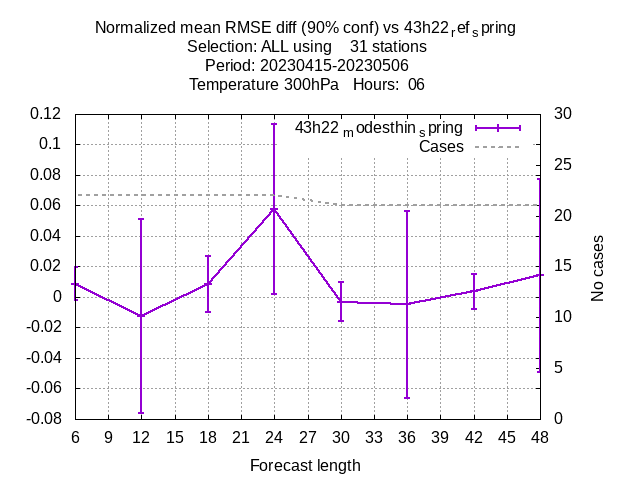 Normalized mean RMSE diff (90% conf) vs 43h22ref spring
Selection: ALL using 31 stations
Period: 20230415-20230506
Temperature 300hPa Hours: 06
43h22modesthinspring
Cases
0.12
0.1
0.08
0.06
0.04
0.02
0
-0.02
-0.04
-0.06
-0.08
30
25
20
15
10
5
0
No cases
6 9 12 15 18 21 24 27 30 33 36 39 42 45 48
Forecast length